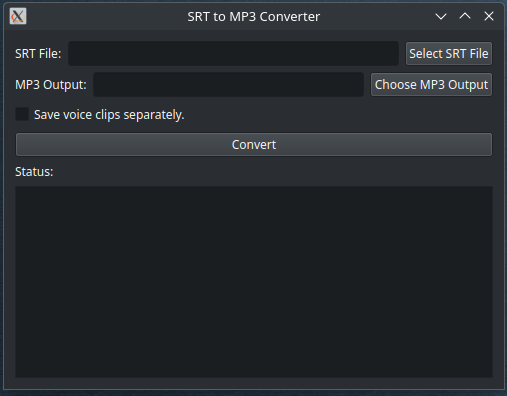 SRT to MP3 Converter
SRT File: Select SRT File
MP3 Output: Choose MP3 Output
Save voice clips separately.
Convert
Status: